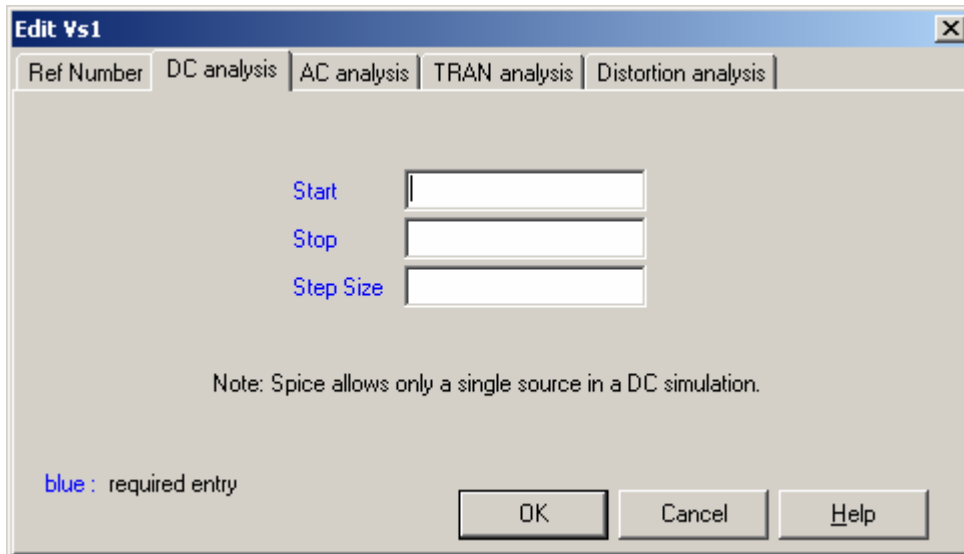 Edit Vs1
Ref Number DC analysis AC analysis TRAN analysis Distortion analysis
Start
Stop
Step Size
Note: Spice allows only a single source in a DC simulation.
blue : required entry
OK Cancel Help